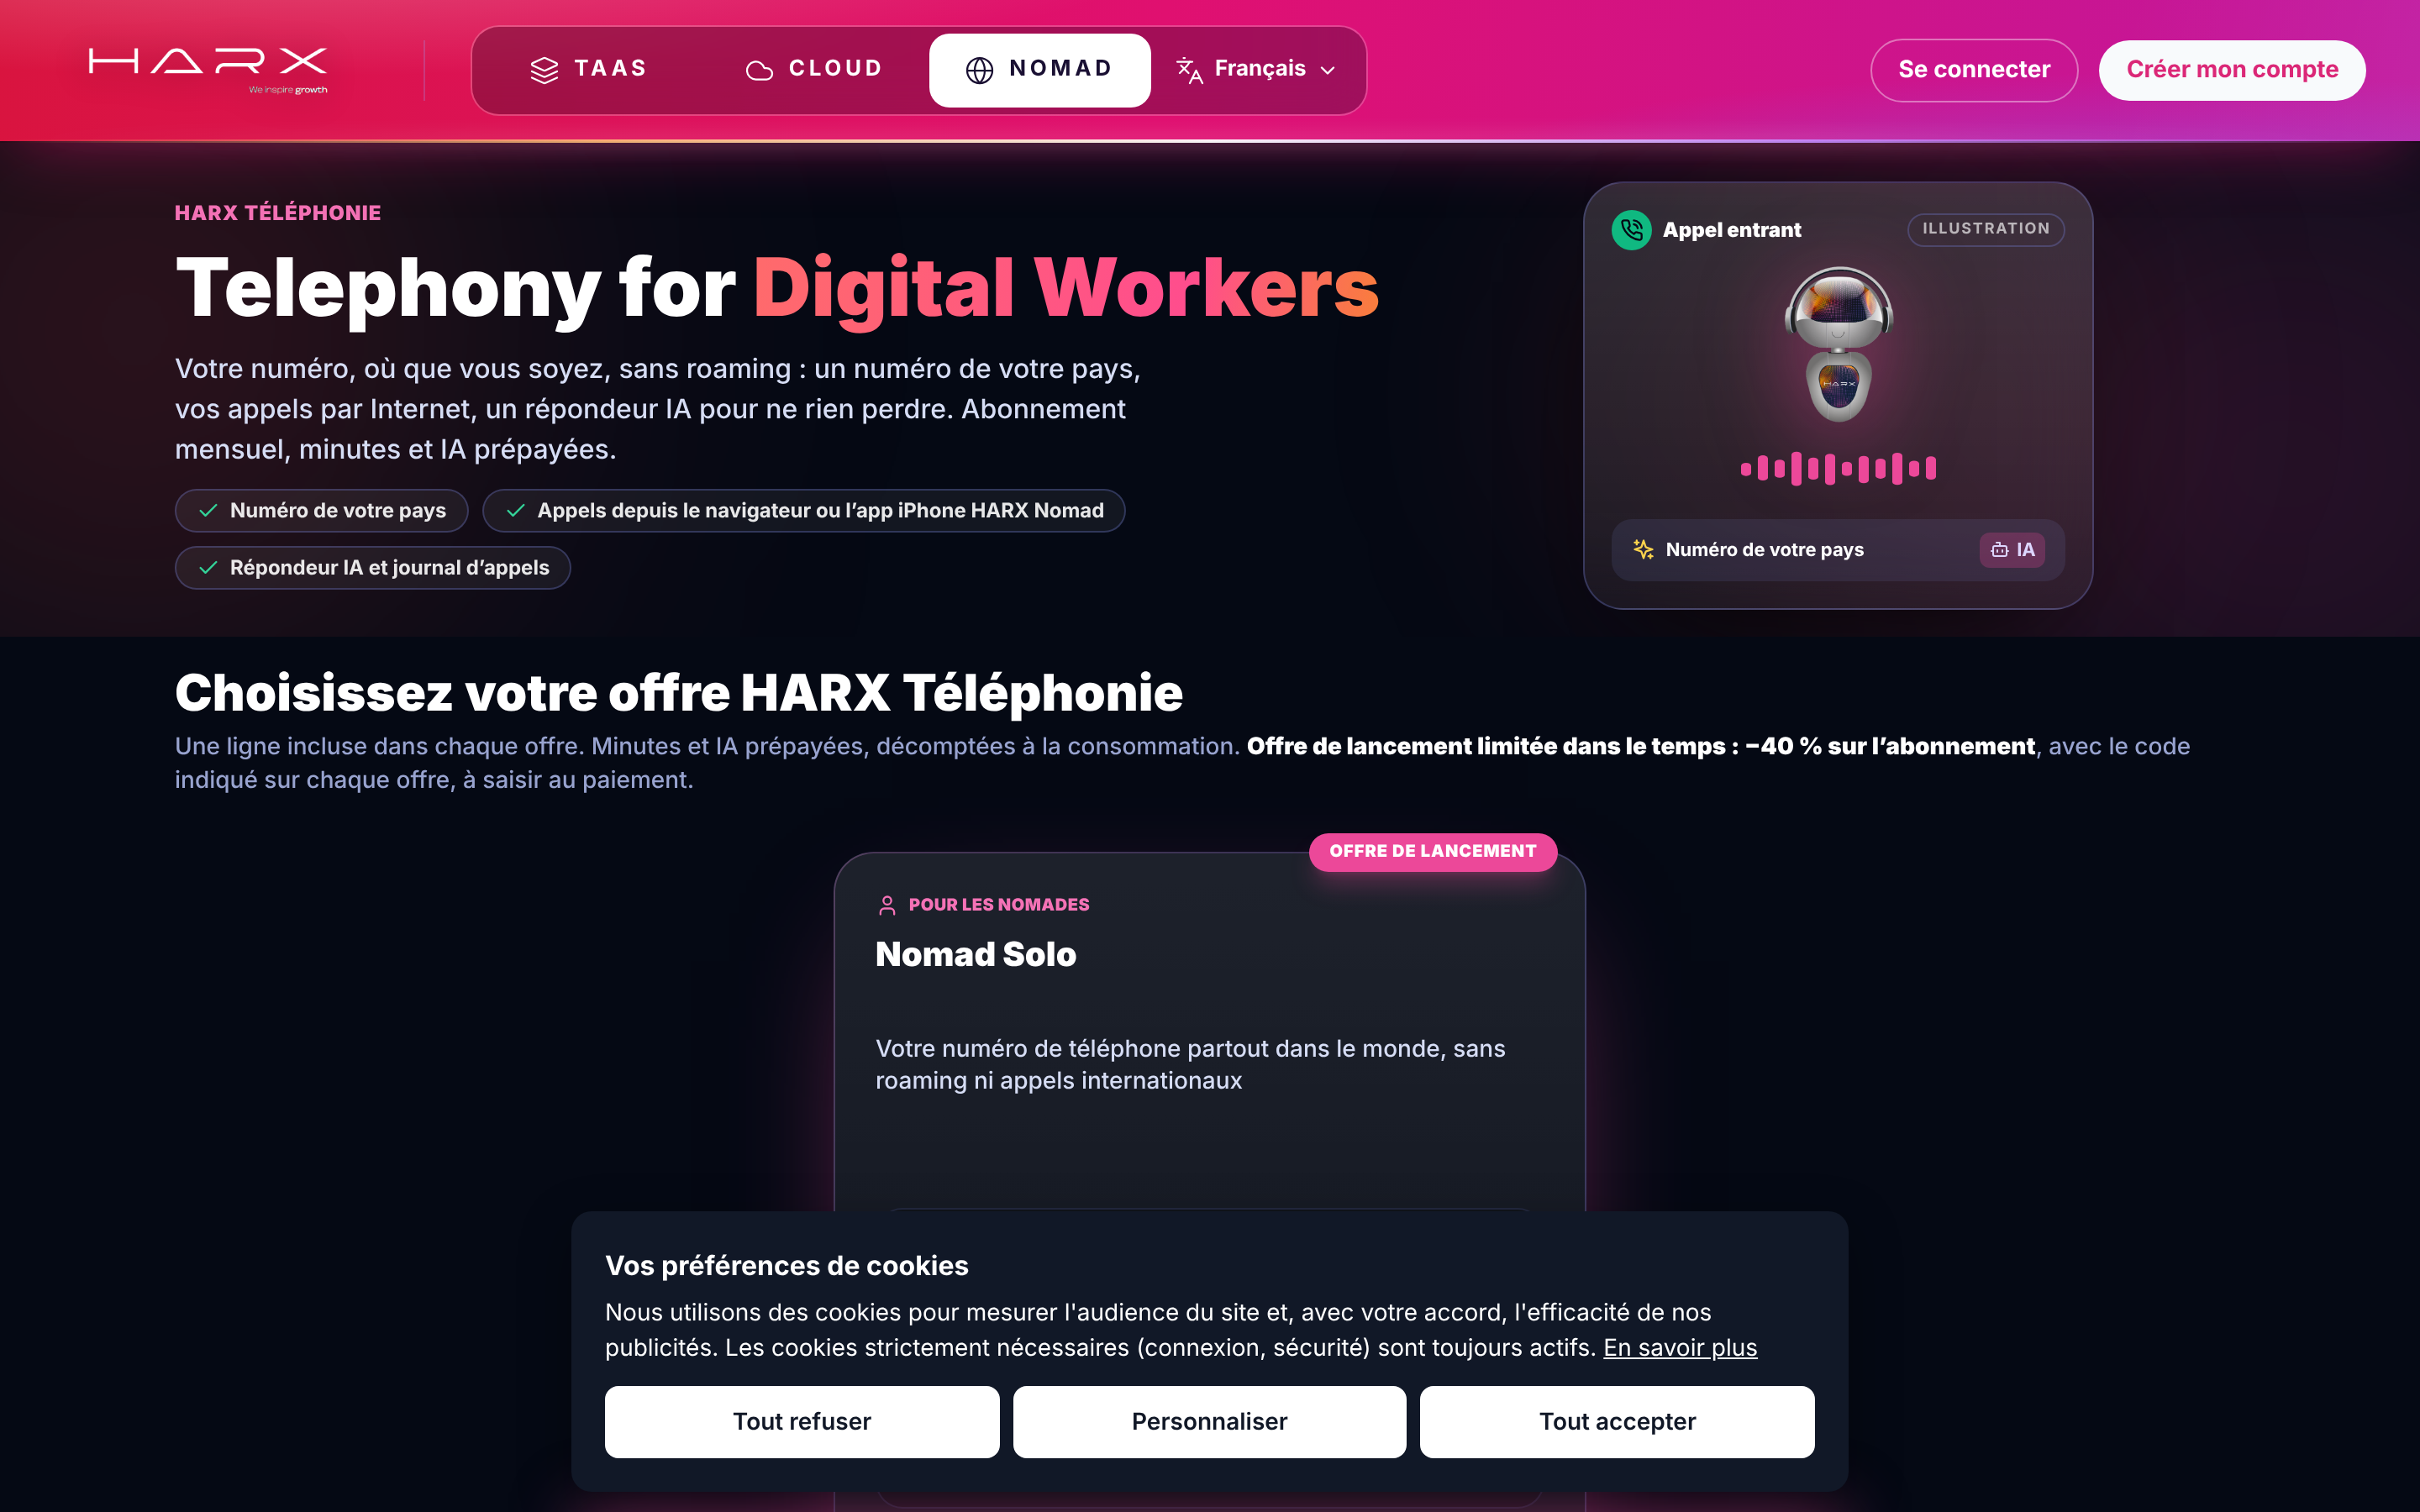 HARX
We inspire growth
TAAS
CLOUD
NOMAD
Français
Se connecter
Créer mon compte
HARX TÉLÉPHONIE
Telephony for Digital Workers
Votre numéro, où que vous soyez, sans roaming : un numéro de votre pays,
vos appels par Internet, un répondeur IA pour ne rien perdre. Abonnement
mensuel, minutes et IA prépayées.
Numéro de votre pays
Appels depuis le navigateur ou l’app iPhone HARX Nomad
Répondeur IA et journal d’appels
Appel entrant
ILLUSTRATION
HARX
Numéro de votre pays
IA
Choisissez votre offre HARX Téléphonie
Une ligne incluse dans chaque offre. Minutes et IA prépayées, décomptées à la consommation. Offre de lancement limitée dans le temps : −40 % sur l’abonnement, avec le code
indiqué sur chaque offre, à saisir au paiement.
OFFRE DE LANCEMENT
POUR LES NOMADES
Nomad Solo
Votre numéro de téléphone partout dans le monde, sans
roaming ni appels internationaux
Vos préférences de cookies
Nous utilisons des cookies pour mesurer l'audience du site et, avec votre accord, l'efficacité de nos
publicités. Les cookies strictement nécessaires (connexion, sécurité) sont toujours actifs. En savoir plus
Tout refuser
Personnaliser
Tout accepter